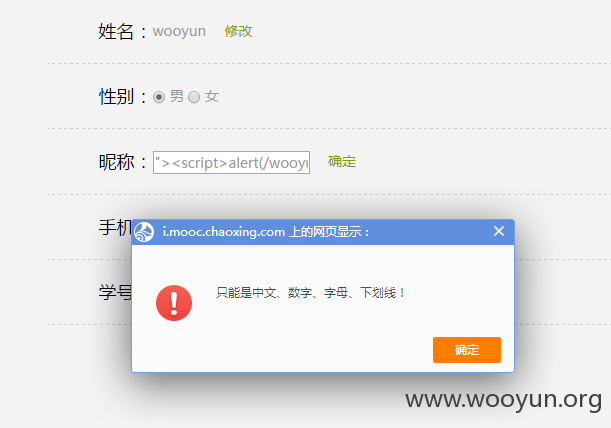 姓名：wooyun 修改
性别：男 女
昵称："><script>alert(/wooyu 确定
手机
i.mooc.chaoxing.com 上的网页显示：
只能是中文、数字、字母、下划线！
学号
确定
www.wooyun.org